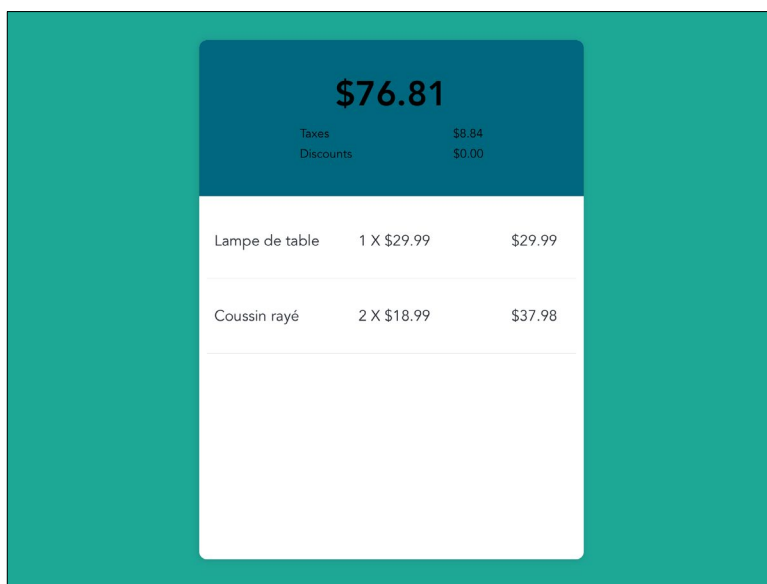 $76.81
Taxes $8.84
Discounts $0.00
Lampe de table 1 X $29.99 $29.99
Coussin rayé 2 X $18.99 $37.98